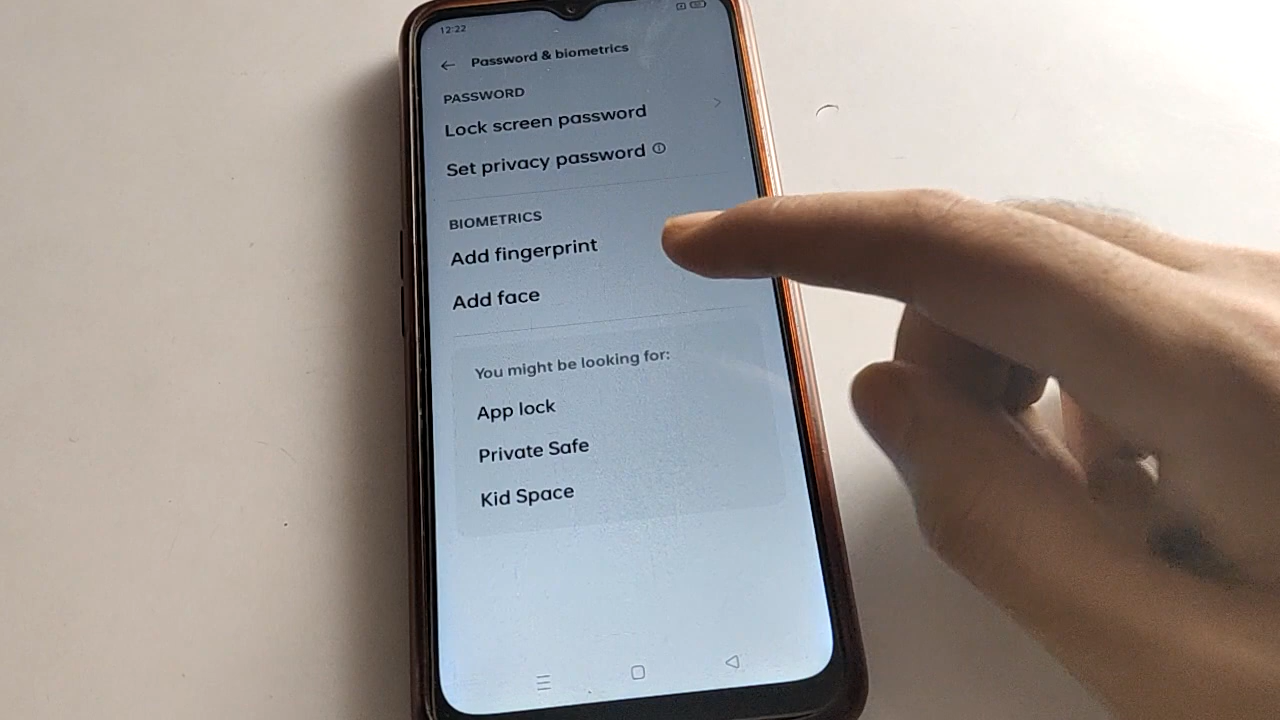 12:22
Password & biometrics
PASSWORD
Lock screen password
Set privacy password
BIOMETRICS
Add fingerprint
Add face
You might be looking for:
App lock
Private Safe
Kid Space